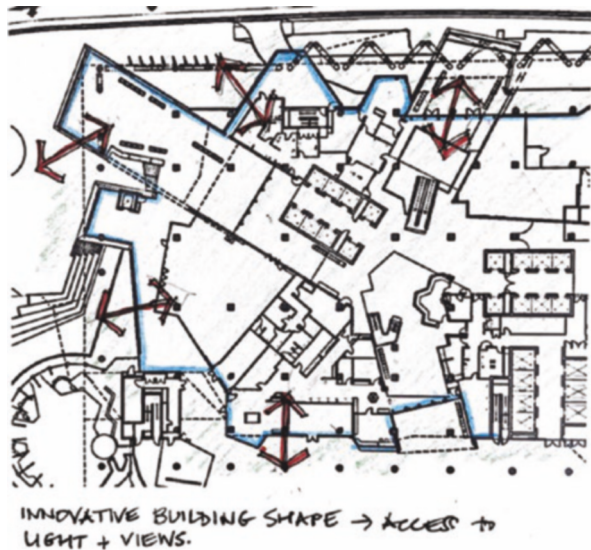 INNOVATIVE BUILDING SHAPE → ACCESS to
LIGHT + VIEWS.